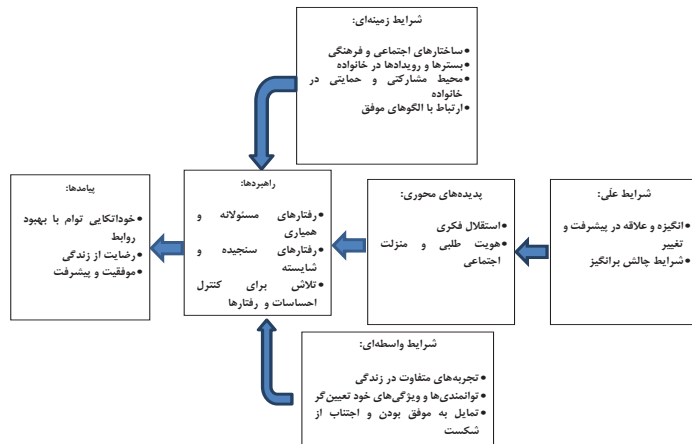 شرایط زمینه‌ای:
●ساختارهای اجتماعی و فرهنگی
●بسترها و رویدادها در خانواده
●محیط مشارکتی و حمایتی در
خانواده
●ارتباط با الگوهای موفق
شرایط علّی:
●انگیزه و علاقه در پیشرفت و
تغییر
●شرایط چالش برانگیز
پدیده‌های محوری:
●استقلال فکری
●هویت طلبی و منزلت
اجتماعی
راهبردها:
●رفتارهای مسئولانه و
همیاری
●رفتارهای سنجیده و
شایسته
●تلاش برای کنترل
احساسات و رفتارها
پیامدها:
●خوداتکایی توام با بهبود
روابط
●رضایت از زندگی
●موفقیت و پیشرفت
شرایط واسطه‌ای:
●تجربه‌های متفاوت در زندگی
●توانمندی‌ها و ویژگی‌های خود تعیین‌گر
●تمایل به موفق بودن و اجتناب از
شکست